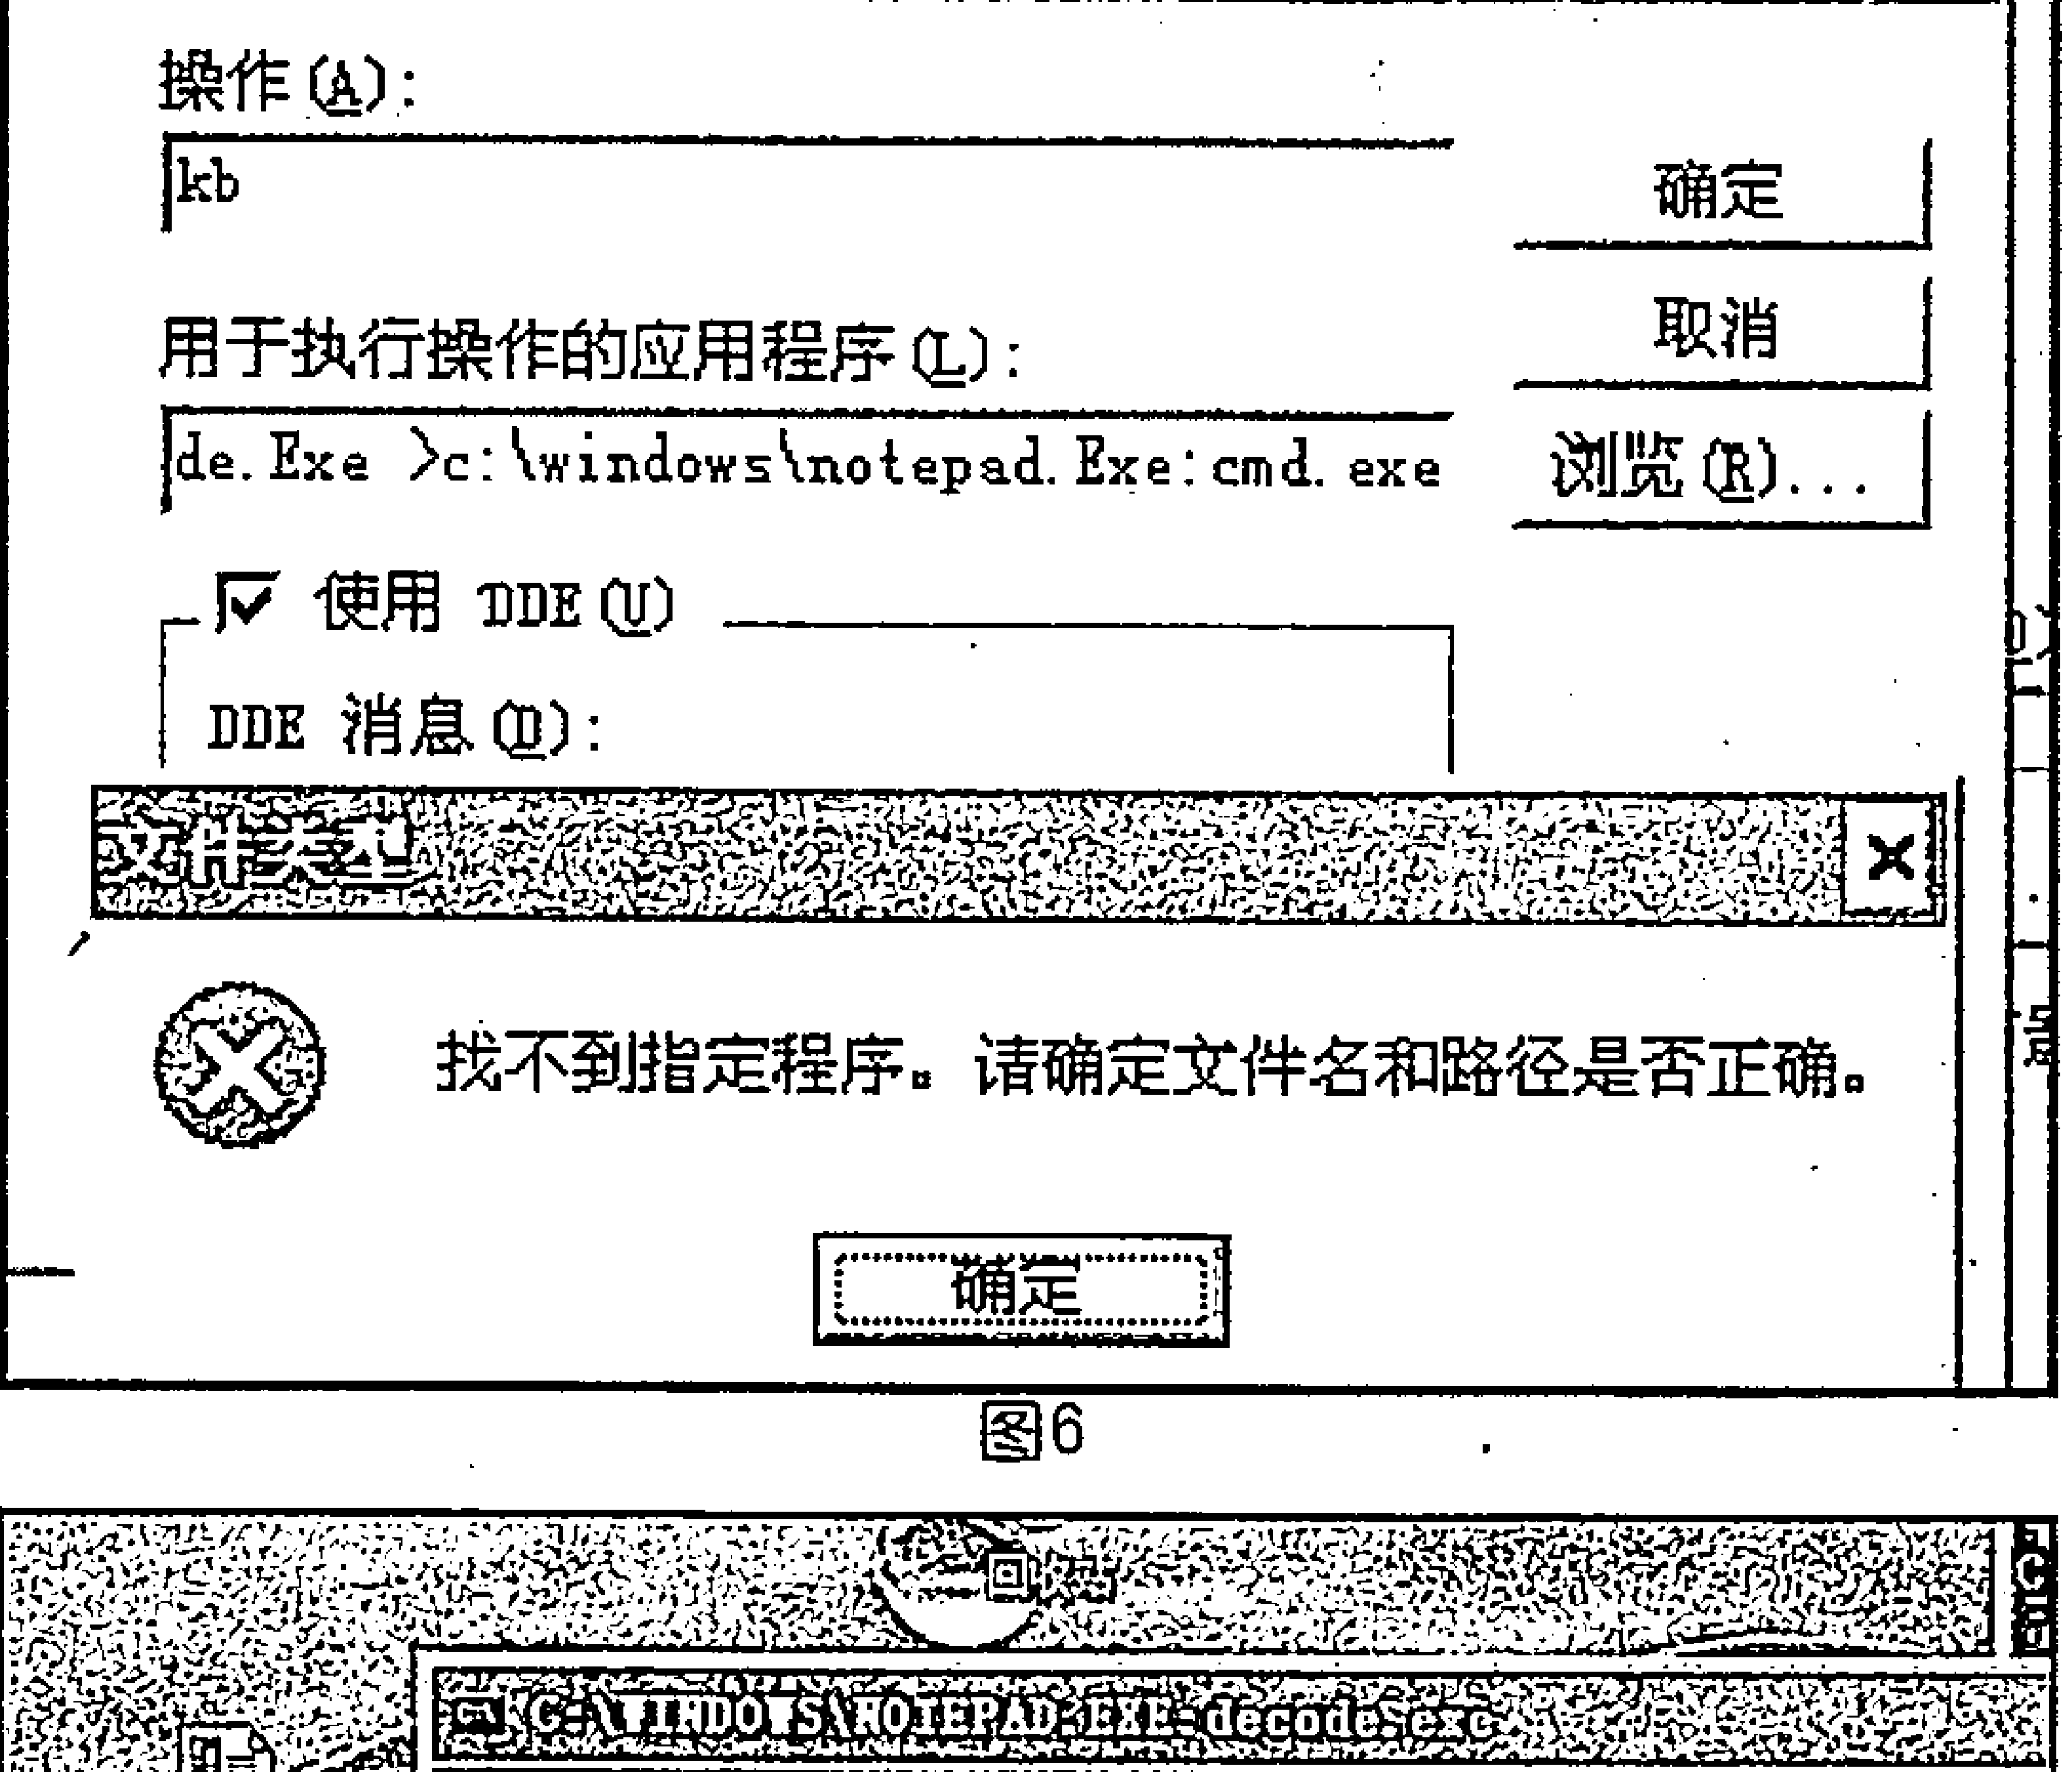 操作(A):
kb
确定
用于执行操作的应用程序(L):
取消
de.Exe >c:\windows\notepad.Exe:cmd.exe
浏览(R)...
使用 DDE(U)
DDE 消息(D):
文件类型
找不到指定程序。请确定文件名和路径是否正确。
确定
图6
C:\WINDOWS\NOTEPAD.EXE:decode.exe